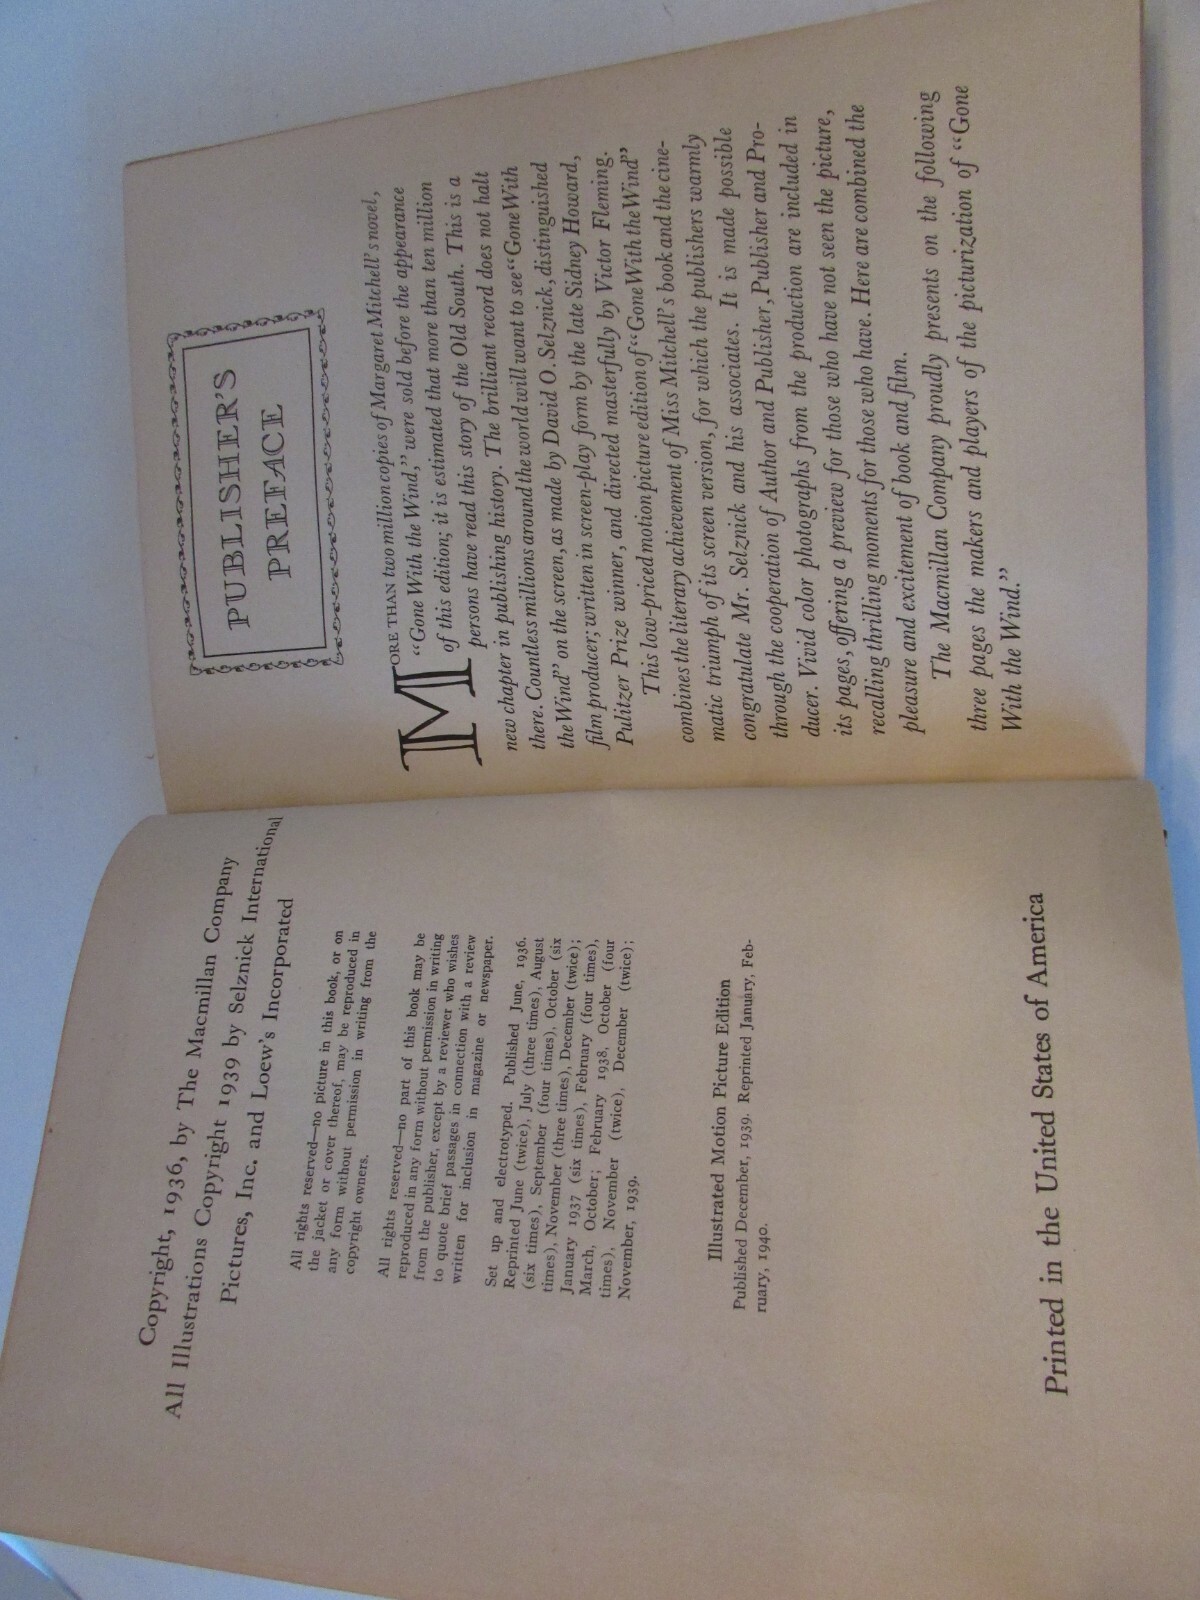 Copyright, 1936, by The Macmillan Company
All Illustrations Copyright 1939 by Selznick International
Pictures, Inc. and Loew's Incorporated
All rights reserved—no picture in this book, or on
the jacket or cover thereof, may be reproduced in
any form without permission in writing from the
copyright owners.
All rights reserved—no part of this book may be
reproduced in any form without permission in writing
from the publisher, except by a reviewer who wishes
to quote brief passages in connection with a review
written for inclusion in magazine or newspaper.
Set up and electrotyped. Published June, 1936.
Reprinted June (twice), July (three times), August
(six times), September (four times), October (six
times), November (three times), December (twice);
January 1937 (six times), February (four times),
March, October; February 1938, October (four
times), November (twice), December (twice);
November, 1939.
Illustrated Motion Picture Edition
Published December, 1939. Reprinted January, Feb-
ruary, 1940.
Printed in the United States of America
PUBLISHER'S
PREFACE
MORE THAN two million copies of Margaret Mitchell's novel,
“Gone With the Wind,” were sold before the appearance
of this edition; it is estimated that more than ten million
persons have read this story of the Old South. This is a
new chapter in publishing history. The brilliant record does not halt
there. Countless millions around the world will want to see “Gone With
the Wind” on the screen, as made by David O. Selznick, distinguished
film producer; written in screen-play form by the late Sidney Howard,
Pulitzer Prize winner, and directed masterfully by Victor Fleming.
This low-priced motion picture edition of “Gone With the Wind”
combines the literary achievement of Miss Mitchell's book and the cine-
matic triumph of its screen version, for which the publishers warmly
congratulate Mr. Selznick and his associates. It is made possible
through the cooperation of Author and Publisher, Publisher and Pro-
ducer. Vivid color photographs from the production are included in
its pages, offering a preview for those who have not seen the picture,
recalling thrilling moments for those who have. Here are combined the
pleasure and excitement of book and film.
The Macmillan Company proudly presents on the following
three pages the makers and players of the picturization of “Gone
With the Wind.”